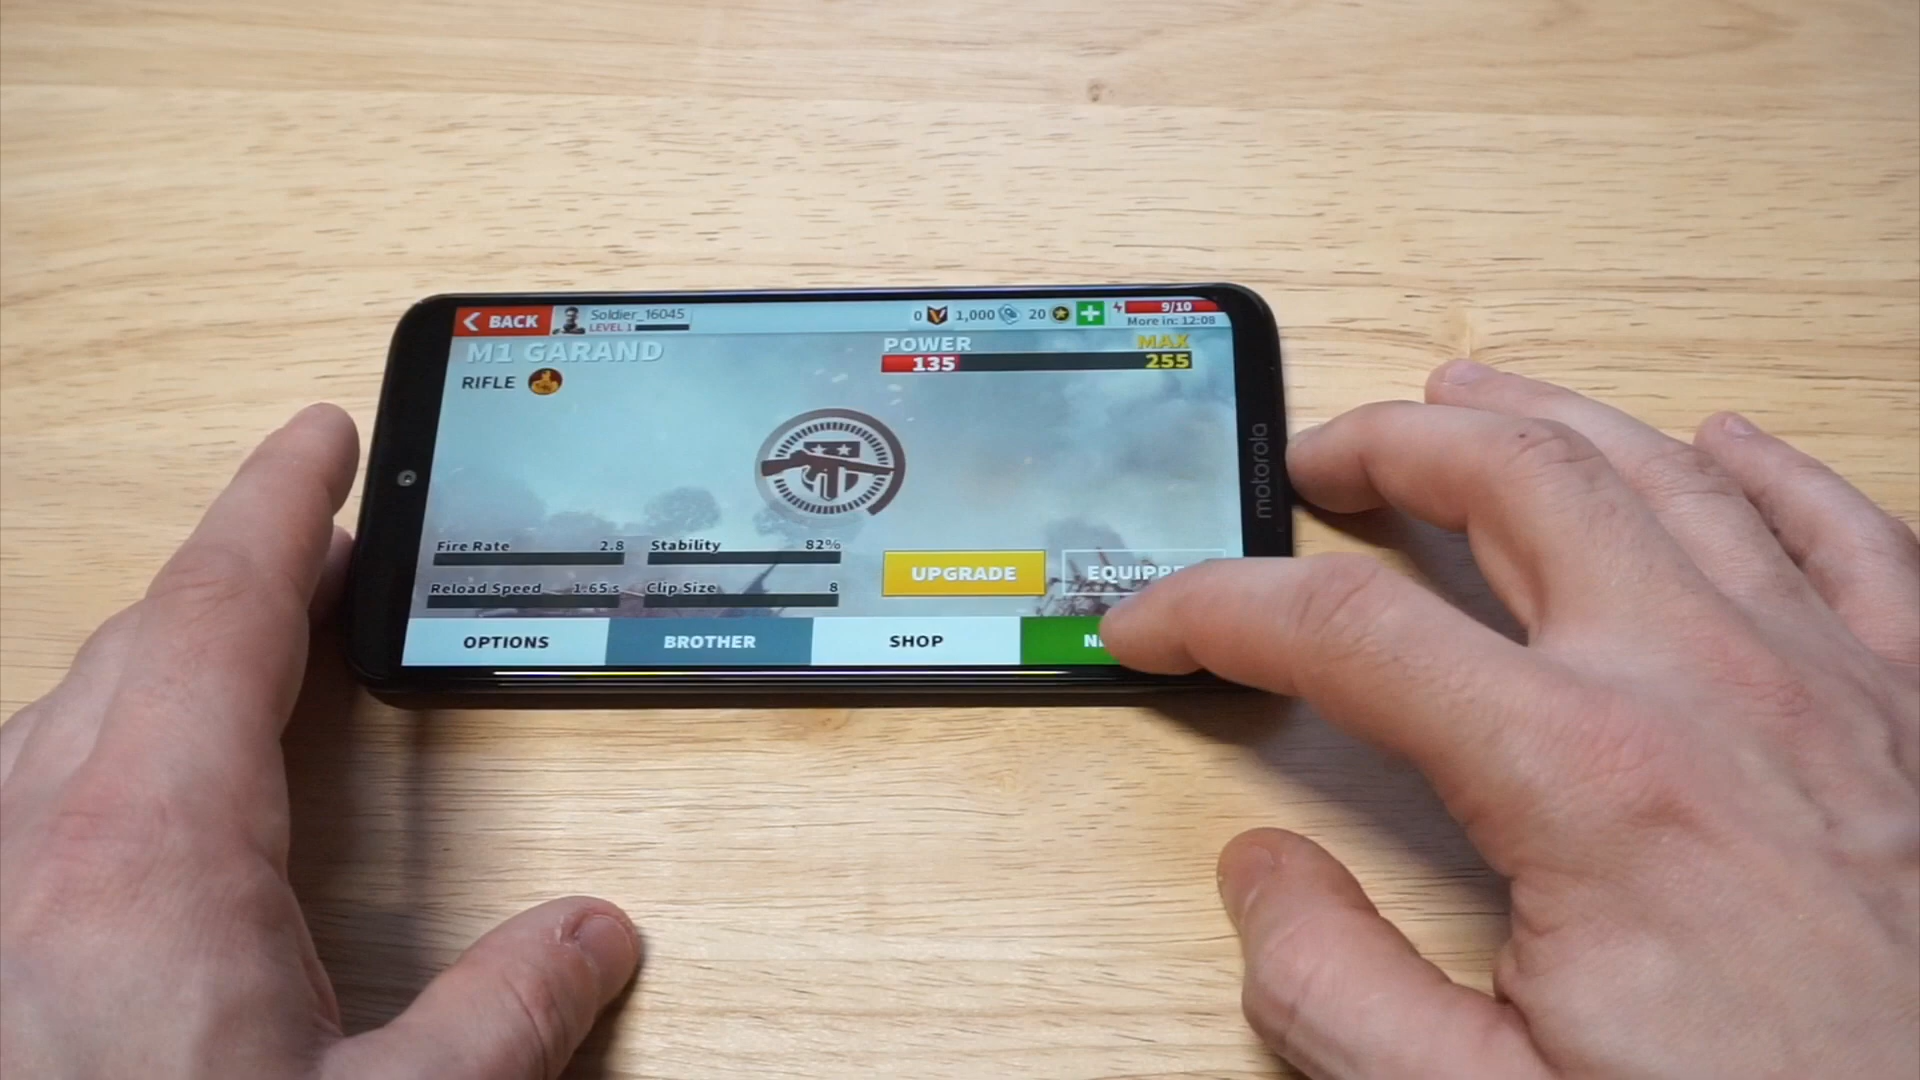 BACK
Soldier_16045
LEVEL 1
0
1,000
20
9/10
More in: 12:08
M1 GARAND
RIFLE
POWER
MAX
135
255
Fire Rate 2.8
Stability 82%
Reload Speed 1.65 s
Clip Size 8
UPGRADE
OPTIONS
BROTHER
SHOP
motorola